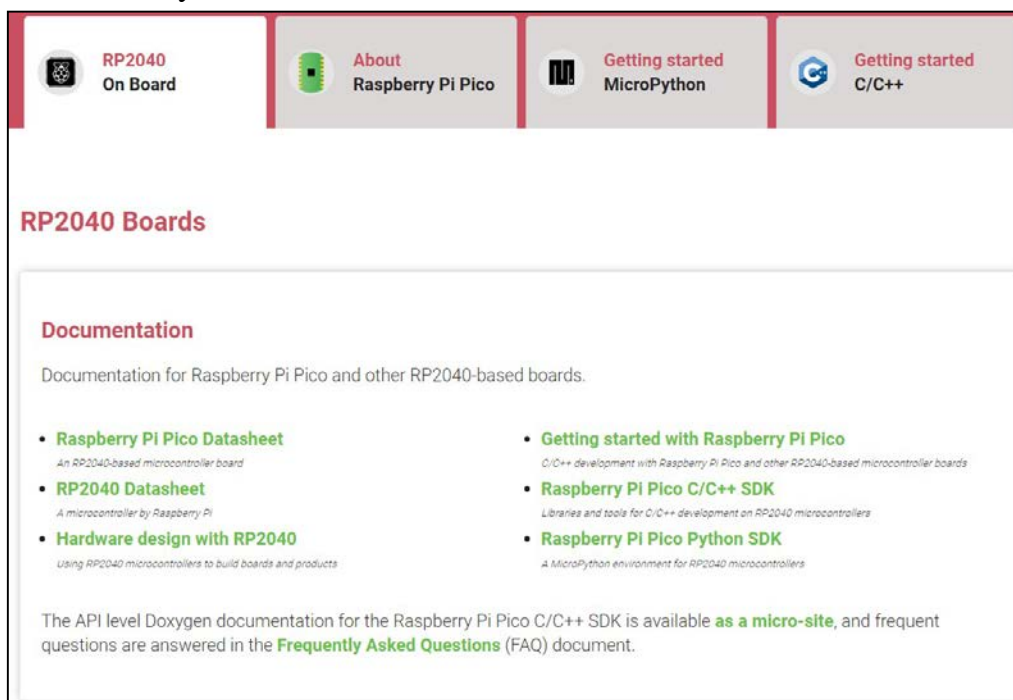 RP2040
On Board
About
Raspberry Pi Pico
Getting started
MicroPython
Getting started
C/C++
RP2040 Boards
Documentation
Documentation for Raspberry Pi Pico and other RP2040-based boards.
• Raspberry Pi Pico Datasheet
An RP2040-based microcontroller board
• RP2040 Datasheet
A microcontroller by Raspberry Pi
• Hardware design with RP2040
Using RP2040 microcontrollers to build boards and products
• Getting started with Raspberry Pi Pico
C/C++ development with Raspberry Pi Pico and other RP2040-based microcontroller boards
• Raspberry Pi Pico C/C++ SDK
Libraries and tools for C/C++ development on RP2040 microcontrollers
• Raspberry Pi Pico Python SDK
A MicroPython environment for RP2040 microcontrollers
The API level Doxygen documentation for the Raspberry Pi Pico C/C++ SDK is available as a micro-site, and frequent
questions are answered in the Frequently Asked Questions (FAQ) document.